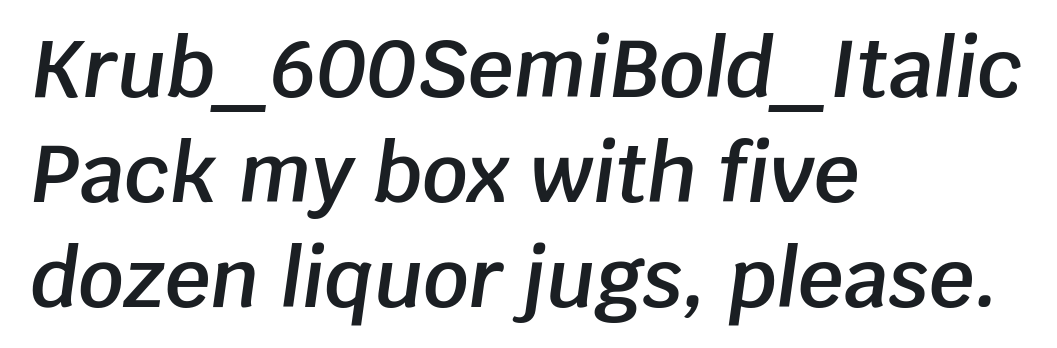 Krub_600SemiBold_Italic
Pack my box with five
dozen liquor jugs, please.